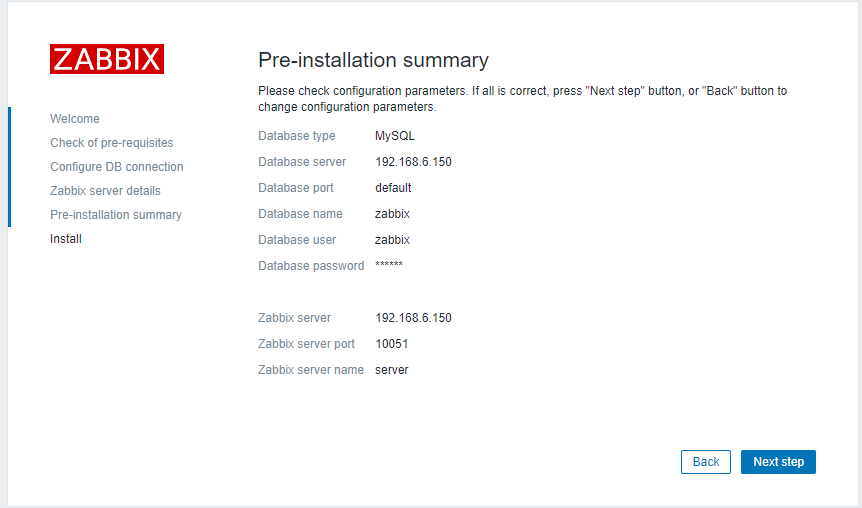 ZABBIX
Welcome
Check of pre-requisites
Configure DB connection
Zabbix server details
Pre-installation summary
Install
Pre-installation summary
Please check configuration parameters. If all is correct, press "Next step" button, or "Back" button to
change configuration parameters.
Database type MySQL
Database server 192.168.6.150
Database port default
Database name zabbix
Database user zabbix
Database password ******
Zabbix server 192.168.6.150
Zabbix server port 10051
Zabbix server name server
Back Next step